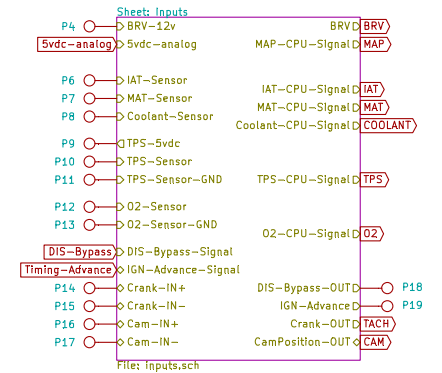 Sheet: Inputs
P4 BRV-12v BRV BRV
5vdc-analog 5vdc-analog MAP-CPU-Signal MAP
P6 IAT-Sensor IAT-CPU-Signal IAT
P7 MAT-Sensor MAT-CPU-Signal MAT
P8 Coolant-Sensor Coolant-CPU-Signal COOLANT
P9 TPS-5vdc
P10 TPS-Sensor
P11 TPS-Sensor-GND TPS-CPU-Signal TPS
P12 O2-Sensor
P13 O2-Sensor-GND O2-CPU-Signal O2
DIS-Bypass DIS-Bypass-Signal
Timing-Advance IGN-Advance-Signal
P14 Crank-IN+ DIS-Bypass-OUT P18
P15 Crank-IN- IGN-Advance P19
P16 Cam-IN+ Crank-OUT TACH
P17 Cam-IN- CamPosition-OUT CAM
File: inputs.sch